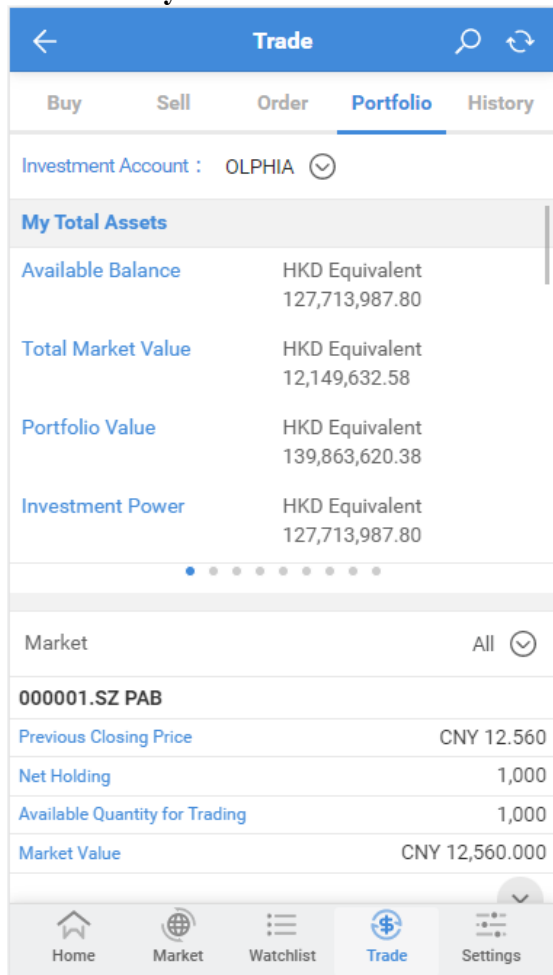 Trade
Buy Sell Order Portfolio History
Investment Account : OLPHIA
My Total Assets
Available Balance HKD Equivalent
127,713,987.80
Total Market Value HKD Equivalent
12,149,632.58
Portfolio Value HKD Equivalent
139,863,620.38
Investment Power HKD Equivalent
127,713,987.80
Market All
000001.SZ PAB
Previous Closing Price CNY 12.560
Net Holding 1,000
Available Quantity for Trading 1,000
Market Value CNY 12,560.000
Home Market Watchlist Trade Settings